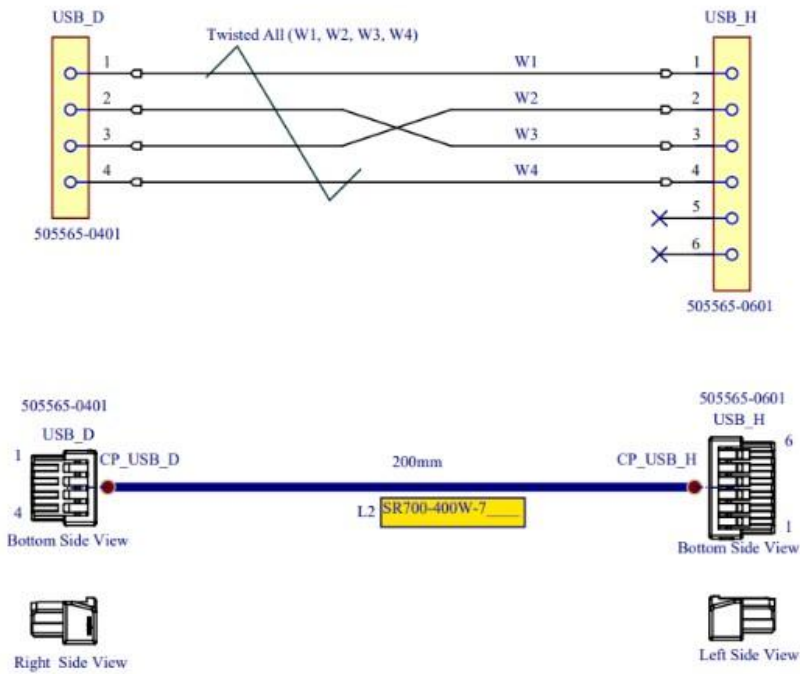 USB_D
USB_H
Twisted All (W1, W2, W3, W4)
1 W1 1
2 W2 2
3 W3 3
4 W4 4
5
6
505565-0401
505565-0601
505565-0401
505565-0601
USB_D
USB_H
1 CP_USB_D 200mm CP_USB_H 6
4 L2 SR700-400W-7____ 1
Bottom Side View
Bottom Side View
Right Side View
Left Side View